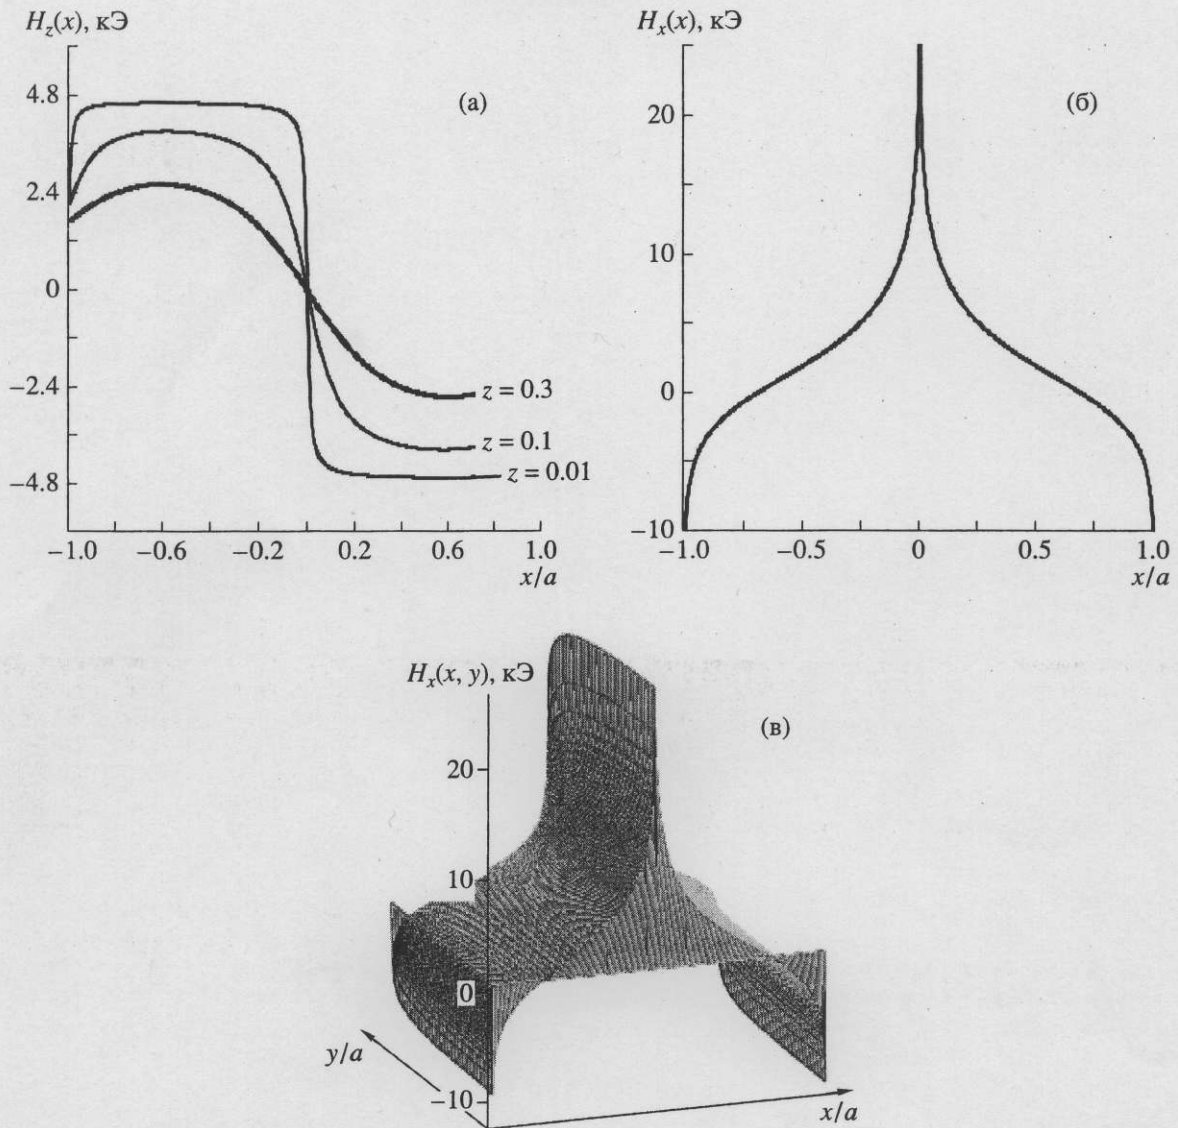 H_z(x), кЭ
(а)
4.8
2.4
0
−2.4
−4.8
z = 0.3
z = 0.1
z = 0.01
−1.0 −0.6 −0.2 0.2 0.6 1.0
x/a
H_x(x), кЭ
(б)
20
10
0
−10
−1.0 −0.5 0 0.5 1.0
x/a
H_x(x, y), кЭ
(в)
20
10
0
−10
y/a
x/a